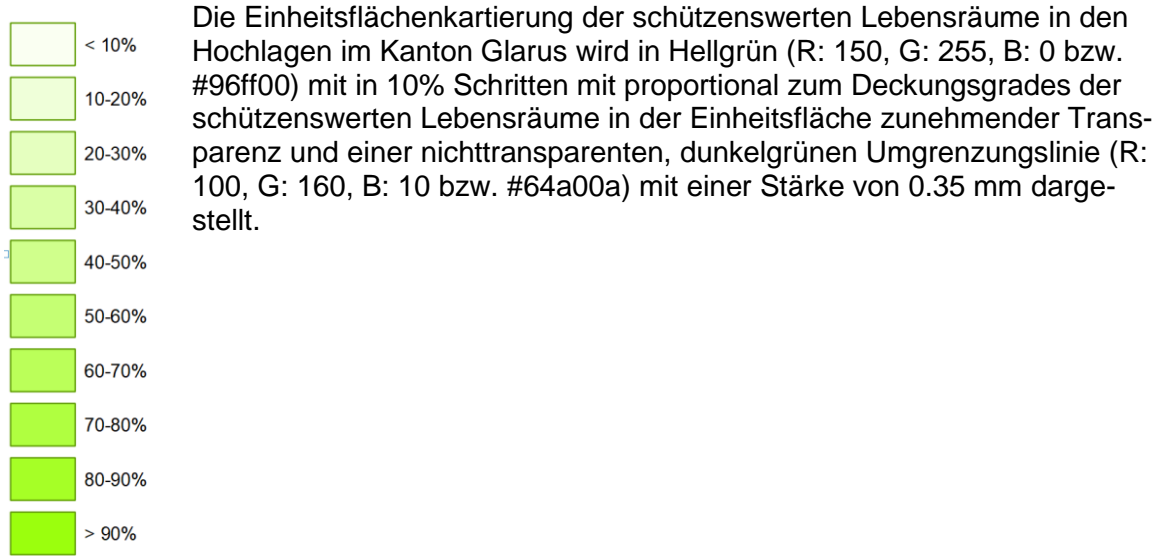 < 10%
10-20%
20-30%
30-40%
40-50%
50-60%
60-70%
70-80%
80-90%
> 90%
Die Einheitsflächenkartierung der schützenswerten Lebensräume in den
Hochlagen im Kanton Glarus wird in Hellgrün (R: 150, G: 255, B: 0 bzw.
#96ff00) mit in 10% Schritten mit proportional zum Deckungsgrades der
schützenswerten Lebensräume in der Einheitsfläche zunehmender Trans-
parenz und einer nichttransparenten, dunkelgrünen Umgrenzungslinie (R:
100, G: 160, B: 10 bzw. #64a00a) mit einer Stärke von 0.35 mm darge-
stellt.